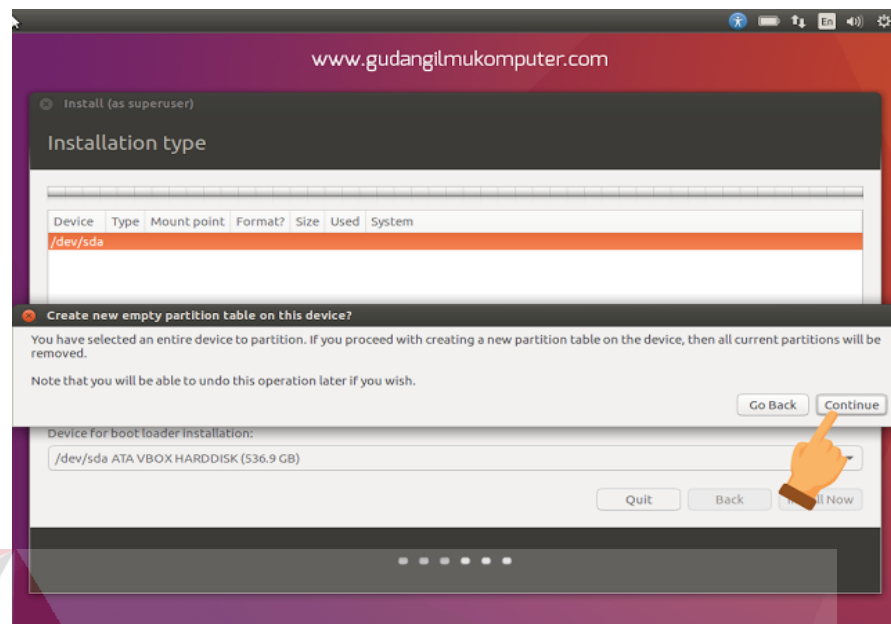 En
www.gudangilmukomputer.com
Install (as superuser)
Installation type
Device Type Mount point Format? Size Used System
/dev/sda
Create new empty partition table on this device?
You have selected an entire device to partition. If you proceed with creating a new partition table on the device, then all current partitions will be
removed.
Note that you will be able to undo this operation later if you wish.
Go Back Continue
Device for boot loader installation:
/dev/sda ATA VBOX HARDDISK (536.9 GB)
Quit Back Now